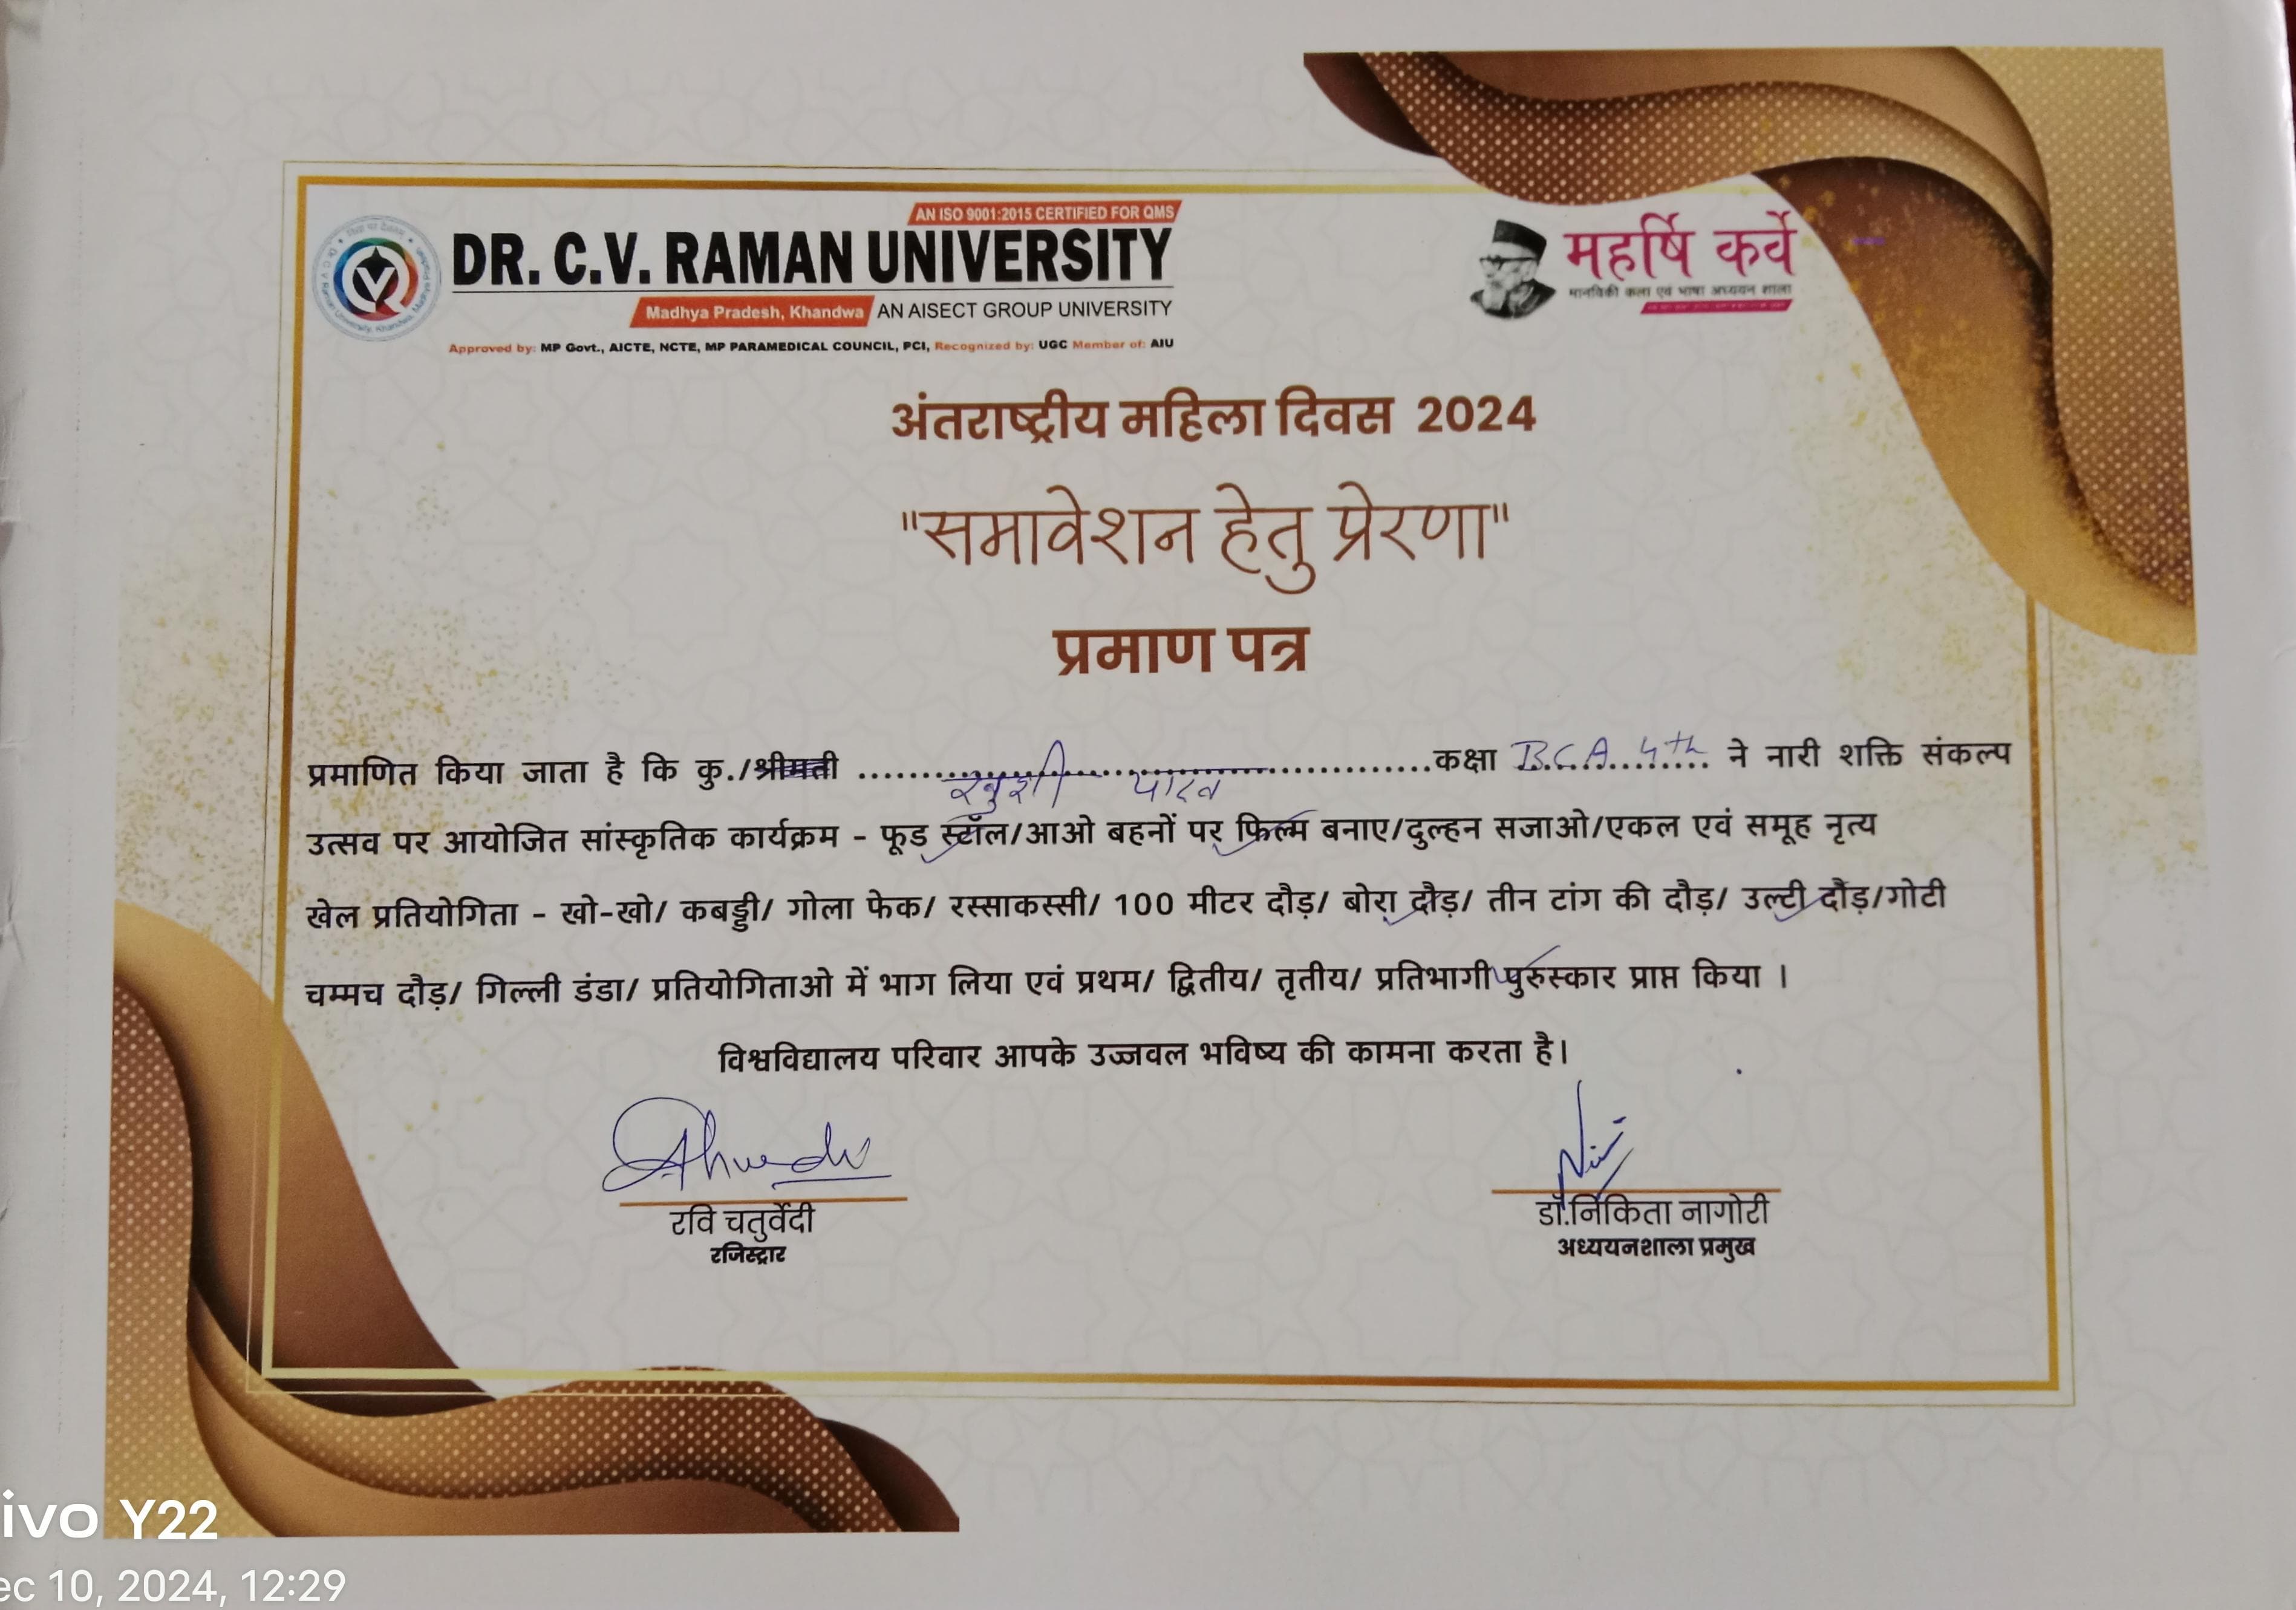 AN ISO 9001:2015 CERTIFIED FOR QMS
DR. C.V. RAMAN UNIVERSITY
Madhya Pradesh, Khandwa AN AISECT GROUP UNIVERSITY
Approved by: MP Govt., AICTE, NCTE, MP PARAMEDICAL COUNCIL, PCI, Recognized by: UGC Member of: AIU
महर्षि कर्वे
मानविकी कला एवं भाषा अध्ययन शाला
अंतराष्ट्रीय महिला दिवस 2024
"समावेशन हेतु प्रेरणा"
प्रमाण पत्र
प्रमाणित किया जाता है कि कु./श्रीमती खुशी यादव कक्षा B.C.A. 4th ने नारी शक्ति संकल्प
उत्सव पर आयोजित सांस्कृतिक कार्यक्रम - फूड स्टॉल/आओ बहनों पर फिल्म बनाए/दुल्हन सजाओ/एकल एवं समूह नृत्य
खेल प्रतियोगिता - खो-खो/ कबड्डी/ गोला फेक/ रस्साकस्सी/ 100 मीटर दौड़/ बोरा दौड़/ तीन टांग की दौड़/ उल्टी दौड़/गोटी
चम्मच दौड़/ गिल्ली डंडा/ प्रतियोगिताओ में भाग लिया एवं प्रथम/ द्वितीय/ तृतीय/ प्रतिभागी पुरुस्कार प्राप्त किया ।
विश्वविद्यालय परिवार आपके उज्जवल भविष्य की कामना करता है।
रवि चतुर्वेदी
रजिस्ट्रार
डॉ.निकिता नागोरी
अध्ययनशाला प्रमुख
ivo Y22
ec 10, 2024, 12:29